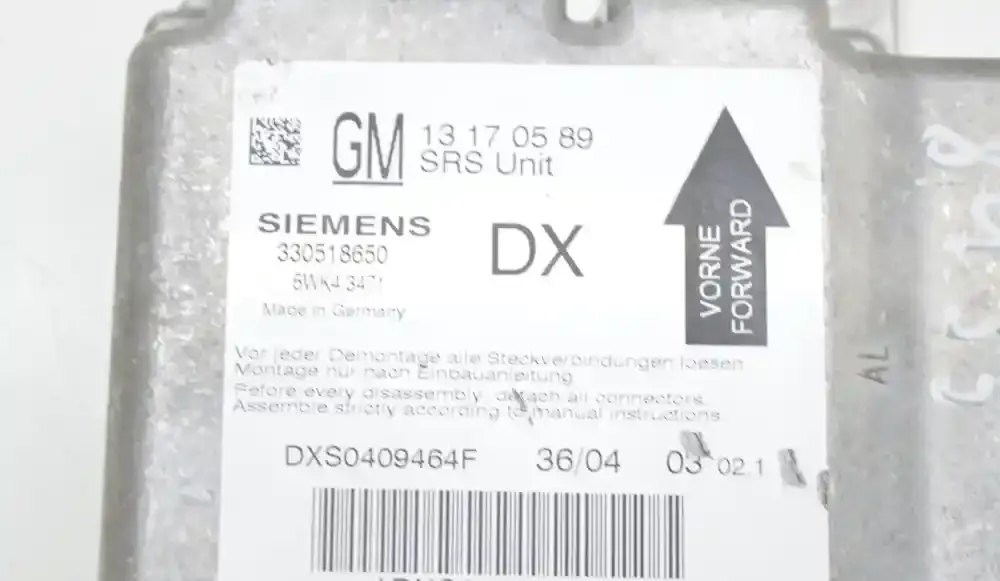 GM 13 17 05 89
SRS Unit
SIEMENS
DX
330518650
5WK4 3471
Made in Germany
VORNE
FORWARD
Vor jeder Demontage alle Steckverbindungen loesen
Montage nur nach Einbauanleitung
Before every disassembly, detach all connectors.
Assemble strictly according to manual instructions
DXS0409464F 36/04 03 02.1
AL